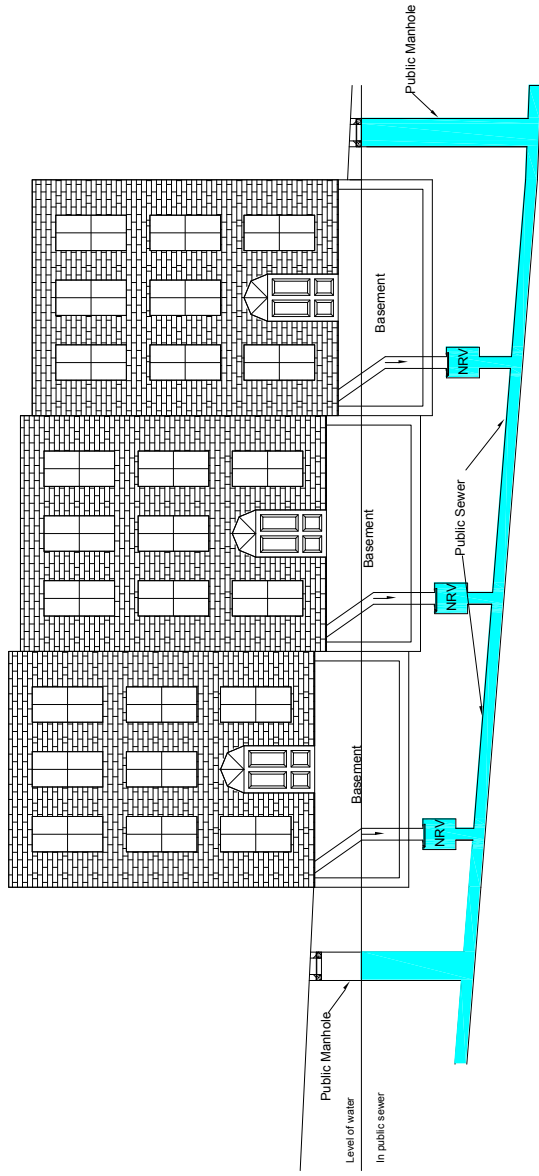 Public Manhole
Level of water
In public sewer
Basement
NRV
Basement
NRV
Public Sewer
Basement
NRV
Public Manhole